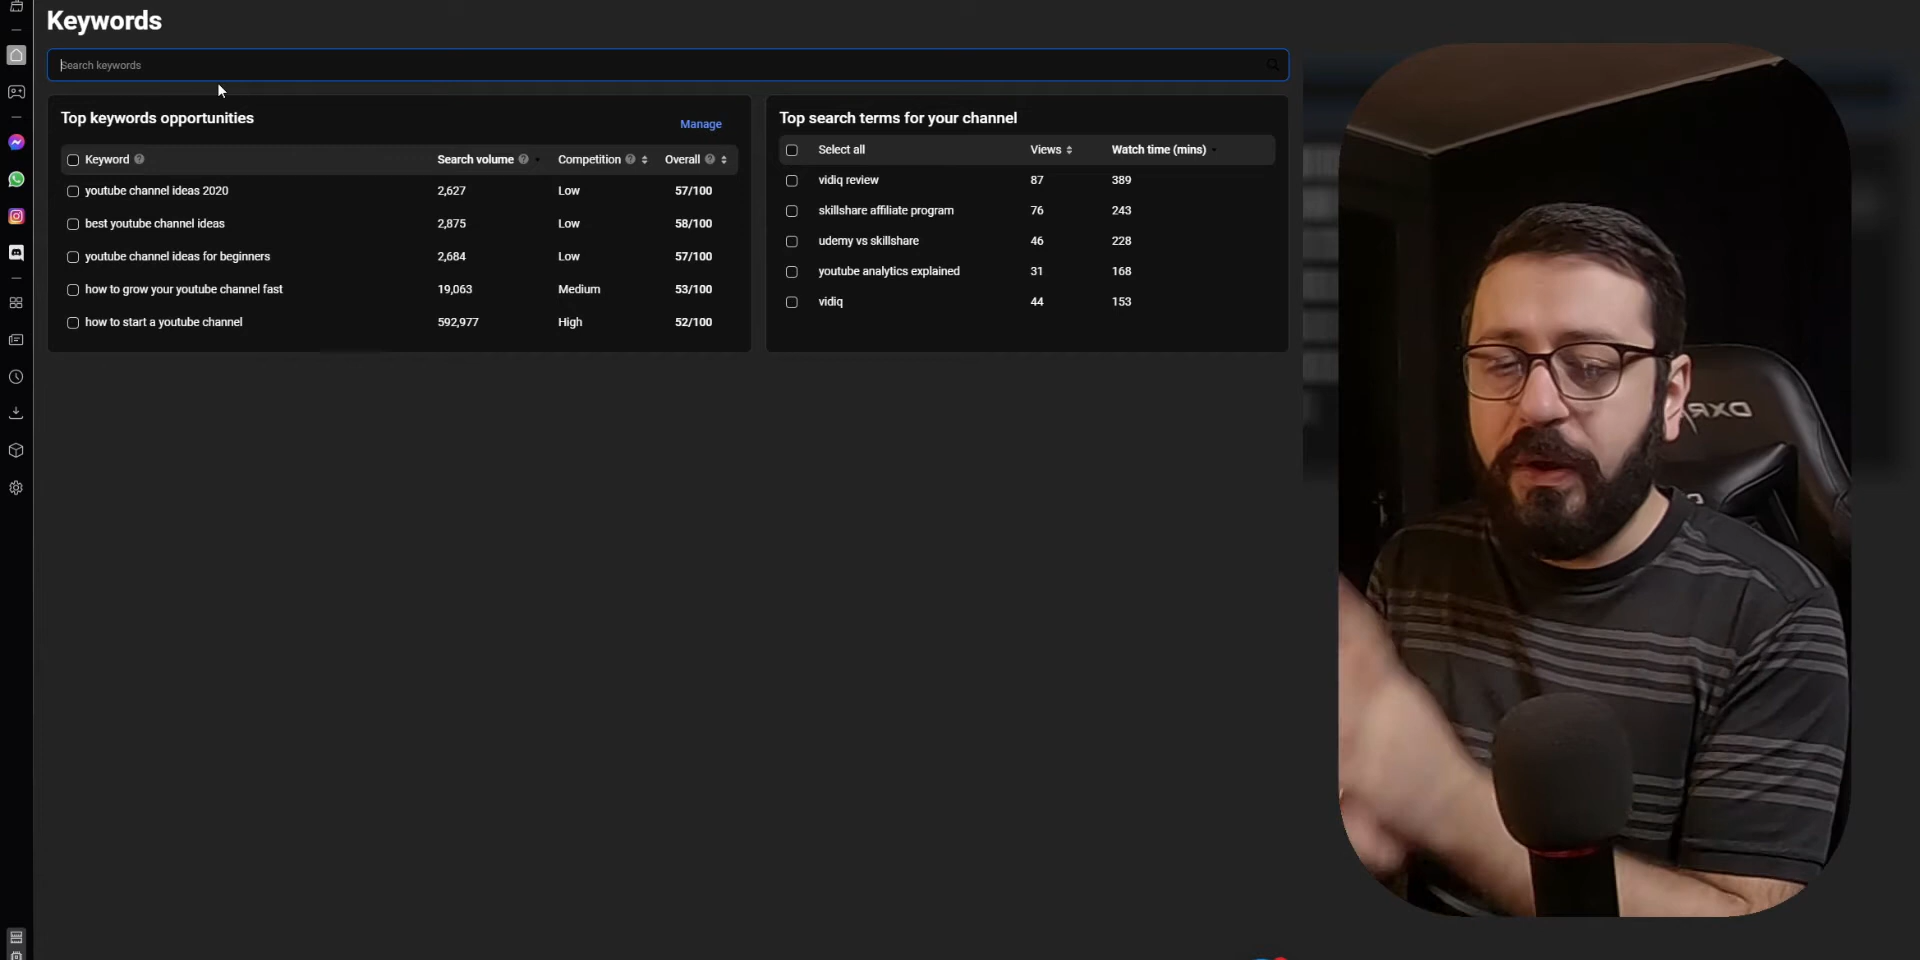 Keywords
Search keywords
Top keywords opportunities
Manage
Keyword Search volume Competition Overall
youtube channel ideas 2020 2,627 Low 57/100
best youtube channel ideas 2,875 Low 58/100
youtube channel ideas for beginners 2,684 Low 57/100
how to grow your youtube channel fast 19,063 Medium 53/100
how to start a youtube channel 592,977 High 52/100
Top search terms for your channel
Select all Views Watch time (mins)
vidiq review 87 389
skillshare affiliate program 76 243
udemy vs skillshare 46 228
youtube analytics explained 31 168
vidiq 44 153